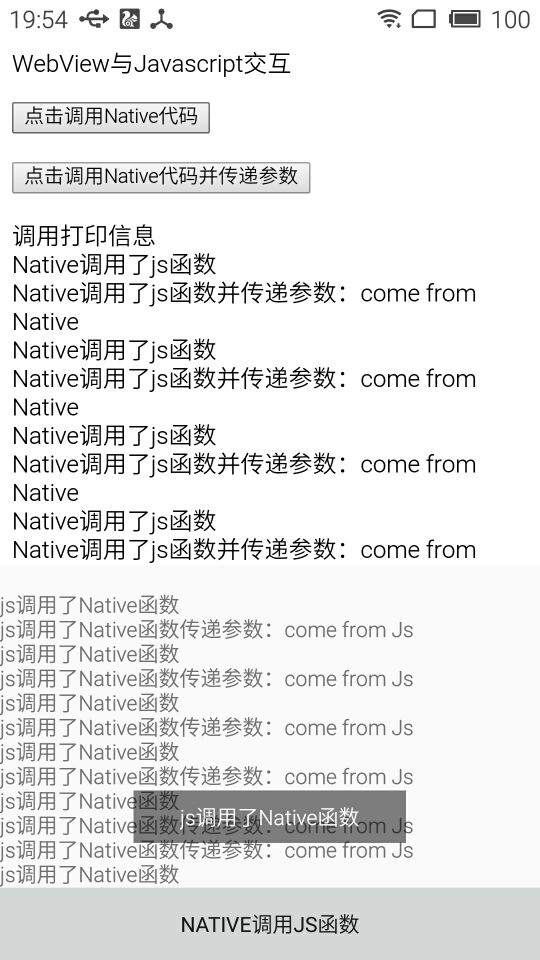 19:54 100
WebView与Javascript交互
点击调用Native代码
点击调用Native代码并传递参数
调用打印信息
Native调用了js函数
Native调用了js函数并传递参数：come from
Native
Native调用了js函数
Native调用了js函数并传递参数：come from
Native
Native调用了js函数
Native调用了js函数并传递参数：come from
Native
Native调用了js函数
Native调用了js函数并传递参数：come from
js调用了Native函数
js调用了Native函数传递参数：come from Js
js调用了Native函数
js调用了Native函数传递参数：come from Js
js调用了Native函数
js调用了Native函数传递参数：come from Js
js调用了Native函数
js调用了Native函数传递参数：come from Js
js调用了Native函数
js调用了Native函数
js调用了Native函数传递参数：come from Js
js调用了Native函数传递参数：come from Js
js调用了Native函数
NATIVE调用JS函数